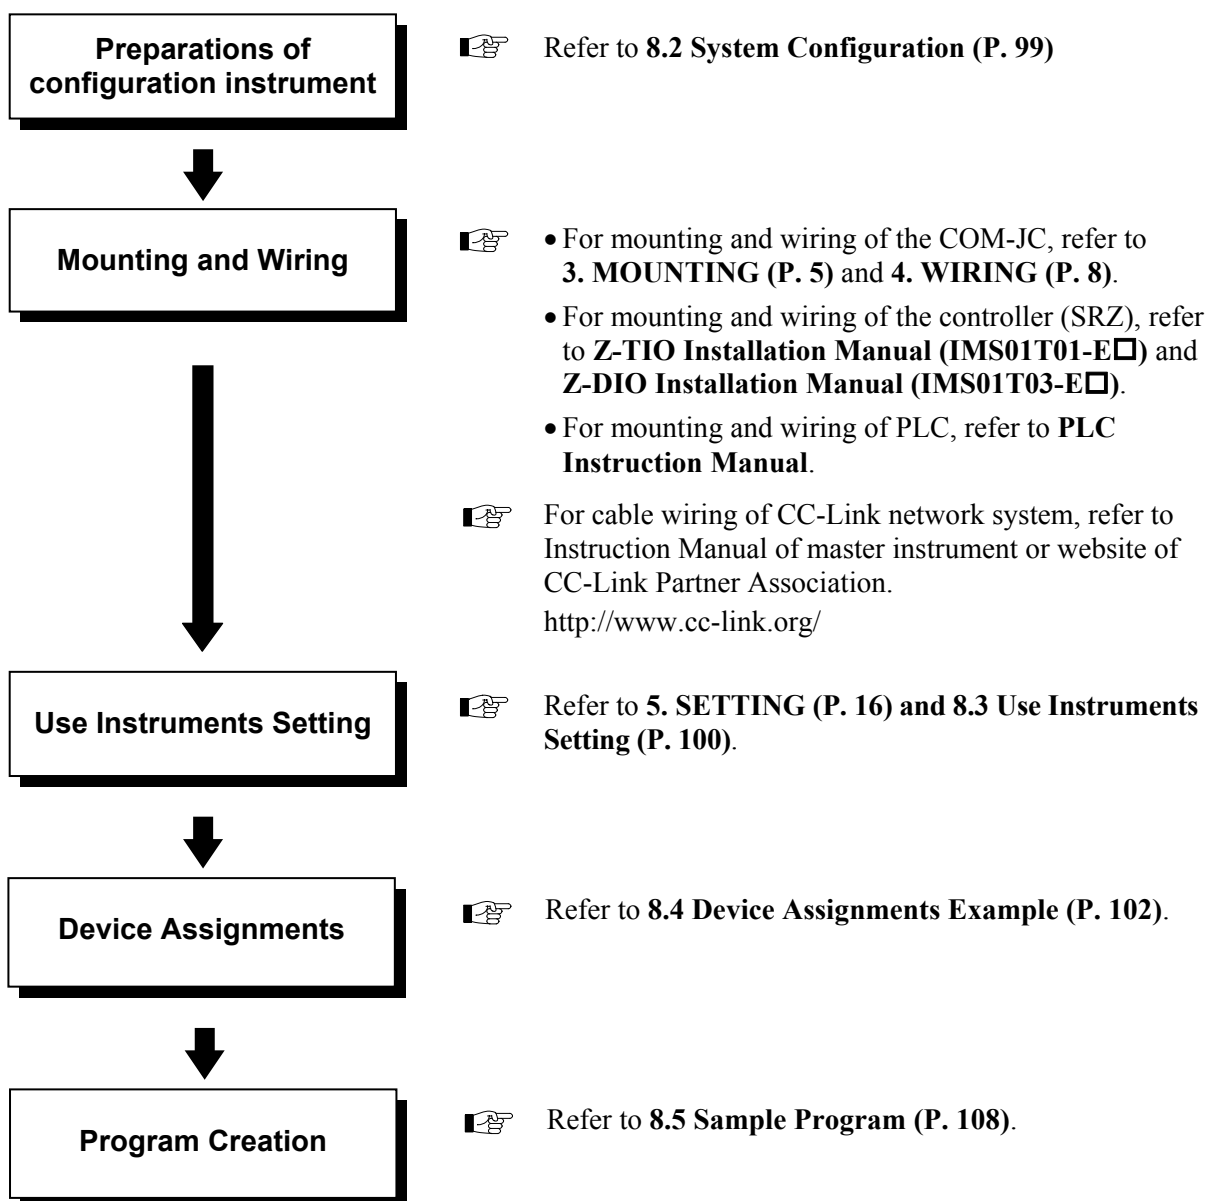 Preparations of
configuration instrument
Refer to 8.2 System Configuration (P. 99)
Mounting and Wiring
• For mounting and wiring of the COM-JC, refer to
3. MOUNTING (P. 5) and 4. WIRING (P. 8).
• For mounting and wiring of the controller (SRZ), refer
to Z-TIO Installation Manual (IMS01T01-E□) and
Z-DIO Installation Manual (IMS01T03-E□).
• For mounting and wiring of PLC, refer to PLC
Instruction Manual.
For cable wiring of CC-Link network system, refer to
Instruction Manual of master instrument or website of
CC-Link Partner Association.
http://www.cc-link.org/
Use Instruments Setting
Refer to 5. SETTING (P. 16) and 8.3 Use Instruments
Setting (P. 100).
Device Assignments
Refer to 8.4 Device Assignments Example (P. 102).
Program Creation
Refer to 8.5 Sample Program (P. 108).